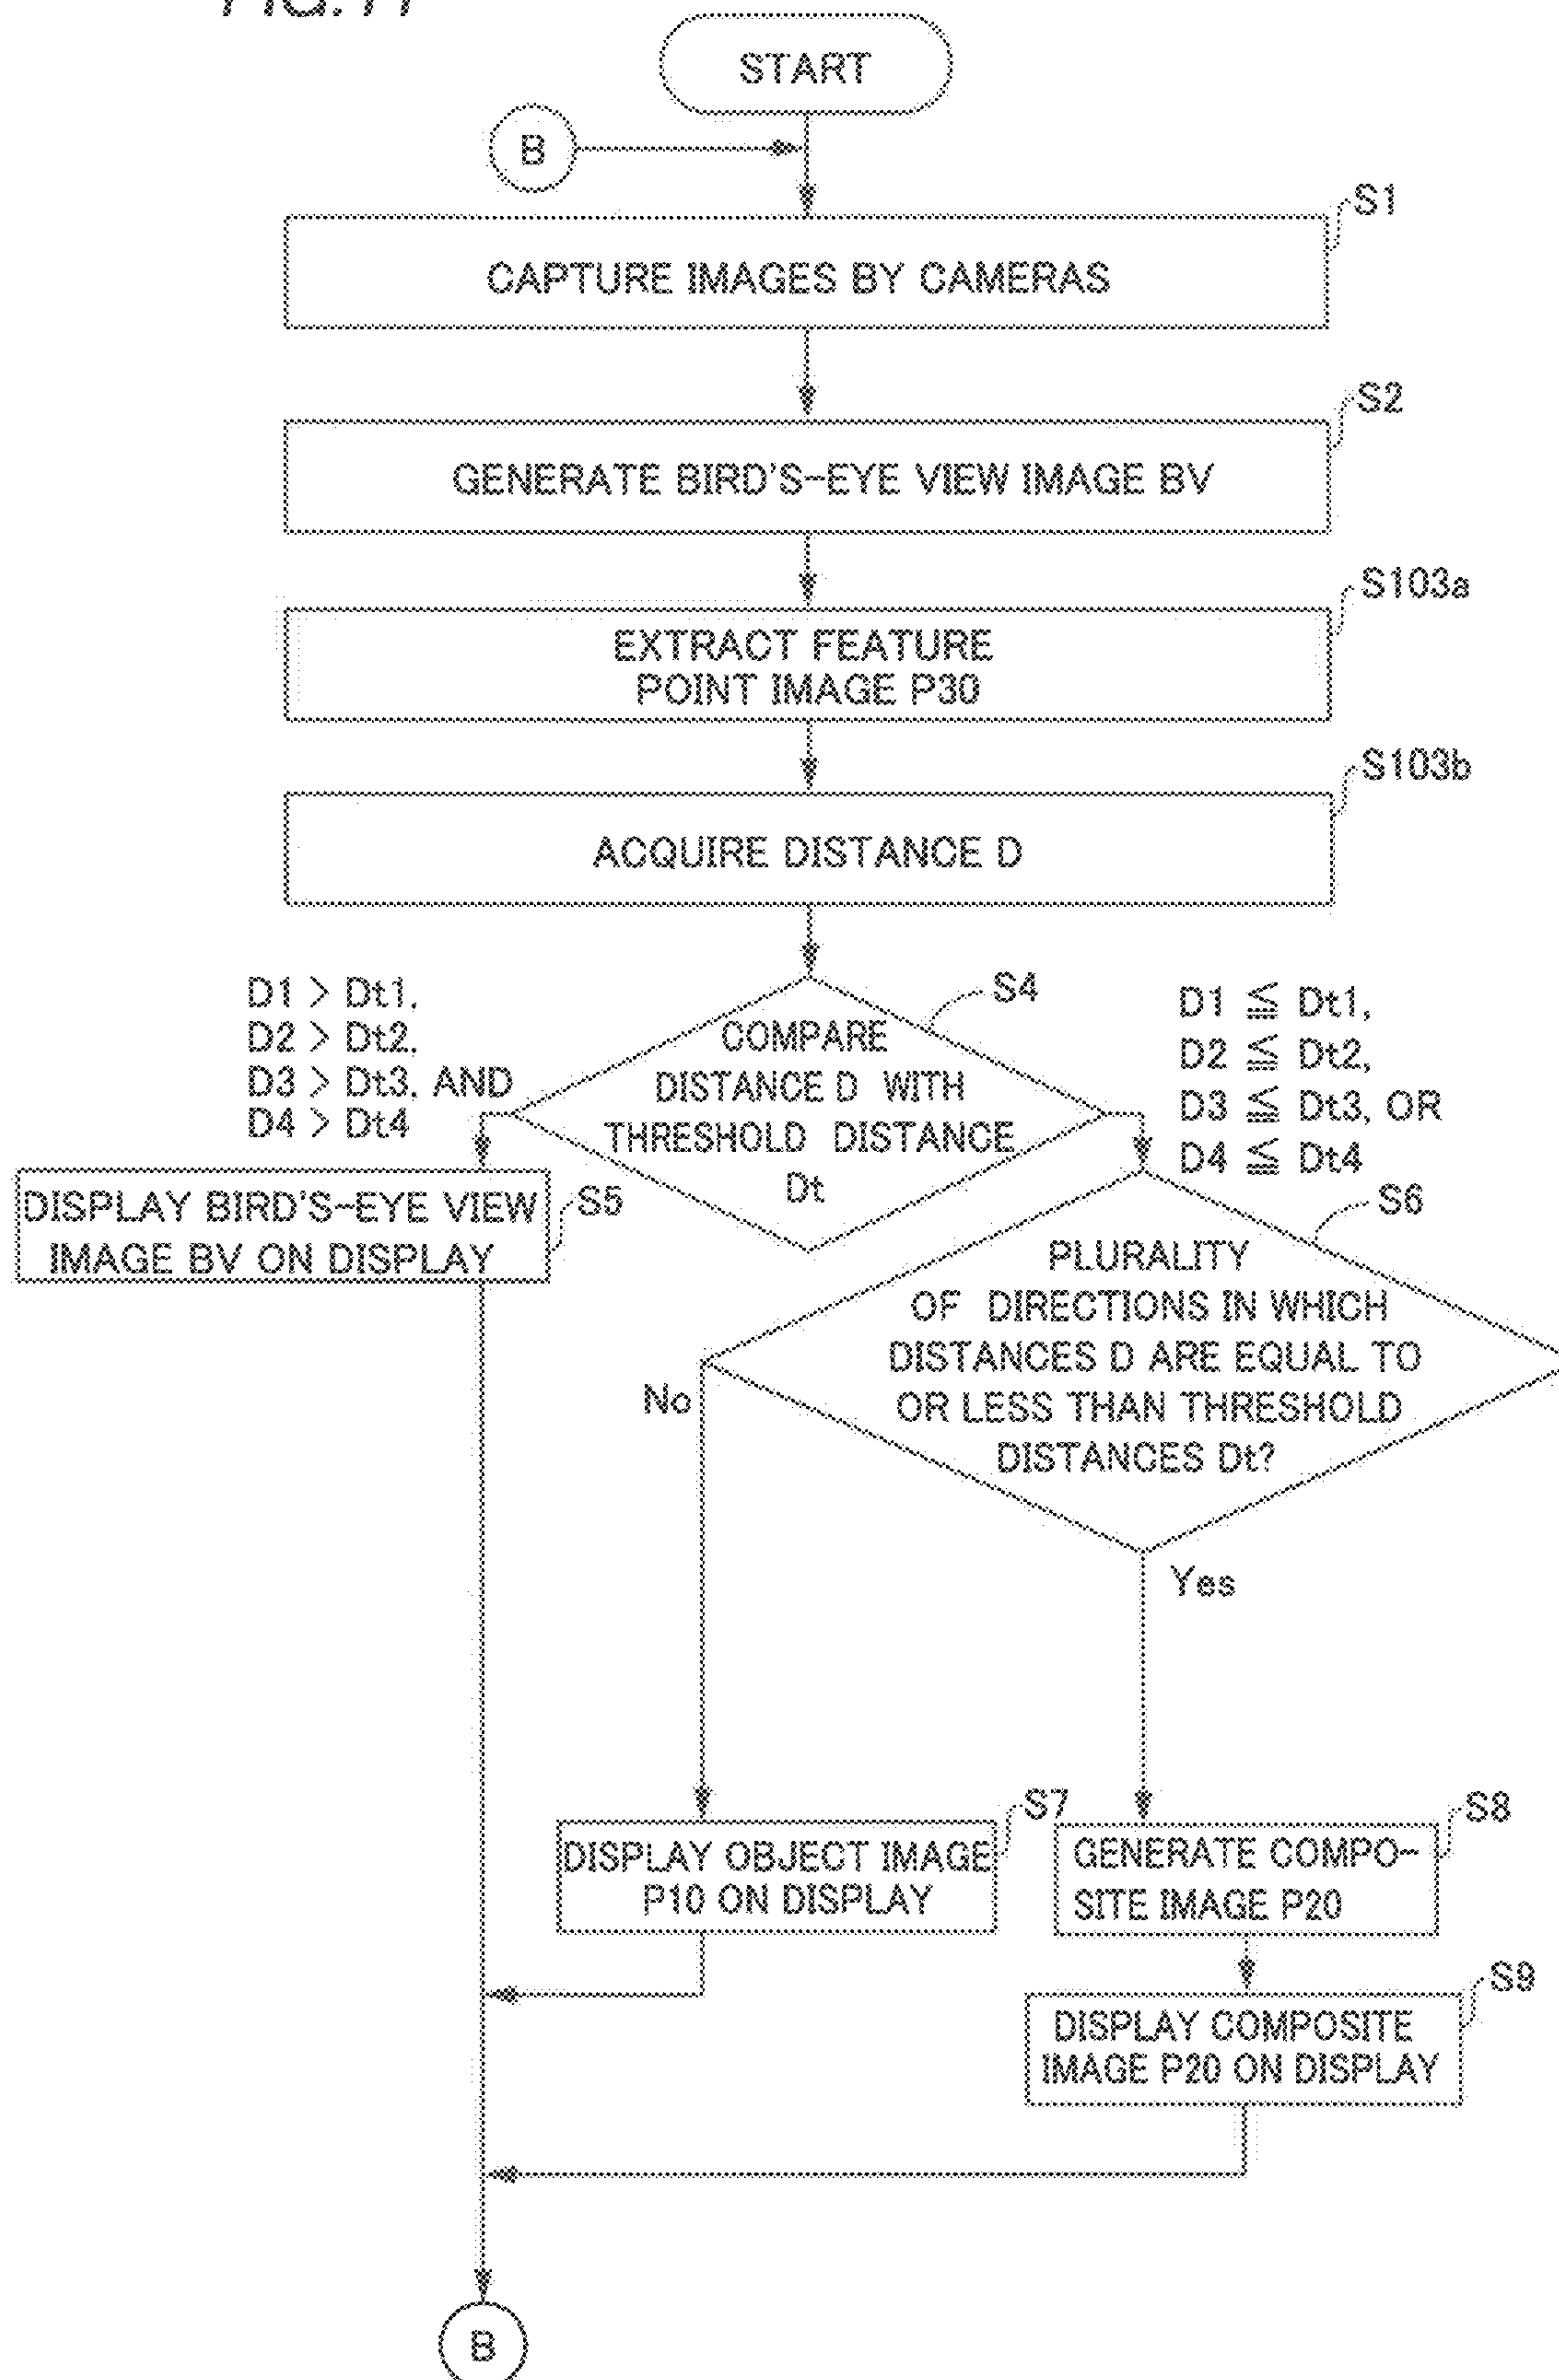 FIG. 11
START
B
S1
CAPTURE IMAGES BY CAMERAS
S2
GENERATE BIRD'S-EYE VIEW IMAGE BV
S103a
EXTRACT FEATURE
POINT IMAGE P30
S103b
ACQUIRE DISTANCE D
D1 > Dt1,
D2 > Dt2,
D3 > Dt3, AND
D4 > Dt4
S4
COMPARE
DISTANCE D WITH
THRESHOLD DISTANCE
Dt
D1 ≦ Dt1,
D2 ≦ Dt2,
D3 ≦ Dt3, OR
D4 ≦ Dt4
DISPLAY BIRD'S-EYE VIEW
IMAGE BV ON DISPLAY
S5
S6
PLURALITY
OF DIRECTIONS IN WHICH
DISTANCES D ARE EQUAL TO
OR LESS THAN THRESHOLD
DISTANCES Dt?
No
Yes
S7
DISPLAY OBJECT IMAGE
P10 ON DISPLAY
S8
GENERATE COMPO-
SITE IMAGE P20
S9
DISPLAY COMPOSITE
IMAGE P20 ON DISPLAY
B